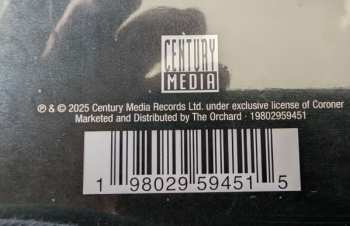 CENTURY
MEDIA
℗ & © 2025 Century Media Records Ltd. under exclusive license of Coroner
Marketed and Distributed by The Orchard · 19802959451
1 98029 59451 5